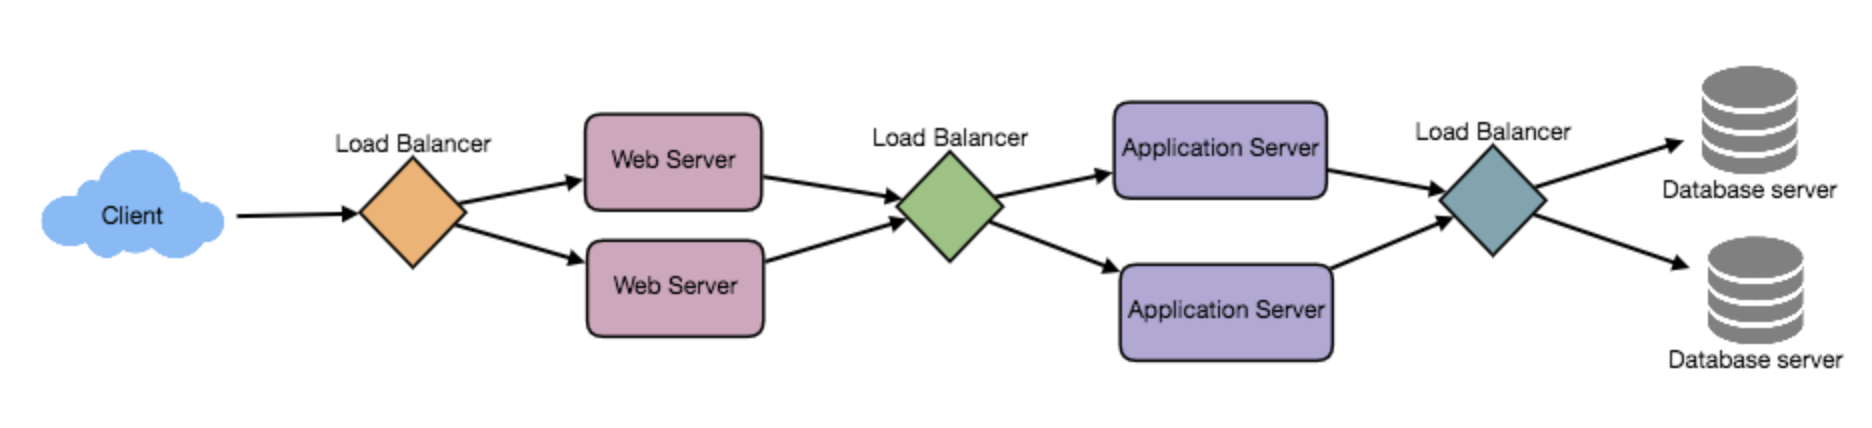 Client
Load Balancer
Web Server
Web Server
Load Balancer
Application Server
Application Server
Load Balancer
Database server
Database server